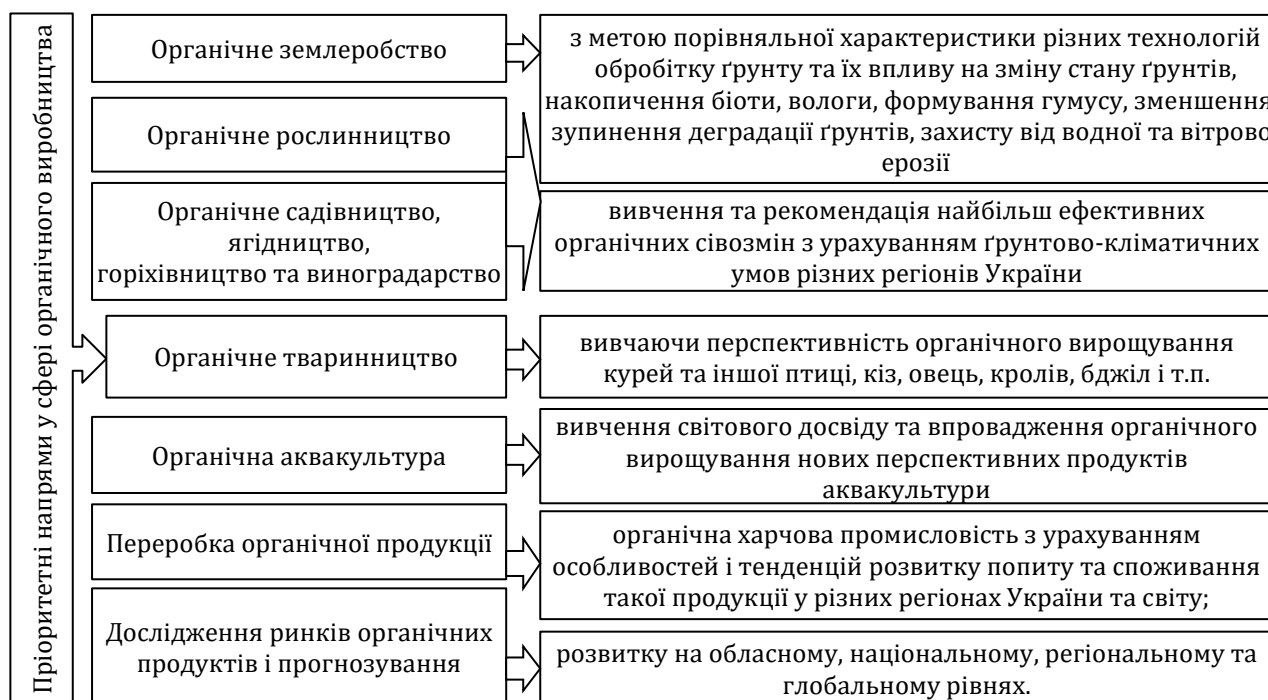 Пріоритетні напрями у сфері органічного виробництва
Органічне землеробство
з метою порівняльної характеристики різних технологій
обробітку ґрунту та їх впливу на зміну стану ґрунтів,
накопичення біоти, вологи, формування гумусу, зменшення
зупинення деградації ґрунтів, захисту від водної та вітрово
ерозії
Органічне рослинництво
Органічне садівництво,
ягідництво,
горіхівництво та виноградарство
вивчення та рекомендація найбільш ефективних
органічних сівозмін з урахуванням ґрунтово-кліматичних
умов різних регіонів України
Органічне тваринництво
вивчаючи перспективність органічного вирощування
курей та іншої птиці, кіз, овець, кролів, бджіл і т.п.
Органічна аквакультура
вивчення світового досвіду та впровадження органічного
вирощування нових перспективних продуктів
аквакультури
Переробка органічної продукції
органічна харчова промисловість з урахуванням
особливостей і тенденцій розвитку попиту та споживання
такої продукції у різних регіонах України та світу;
Дослідження ринків органічних
продуктів і прогнозування
розвитку на обласному, національному, регіональному та
глобальному рівнях.